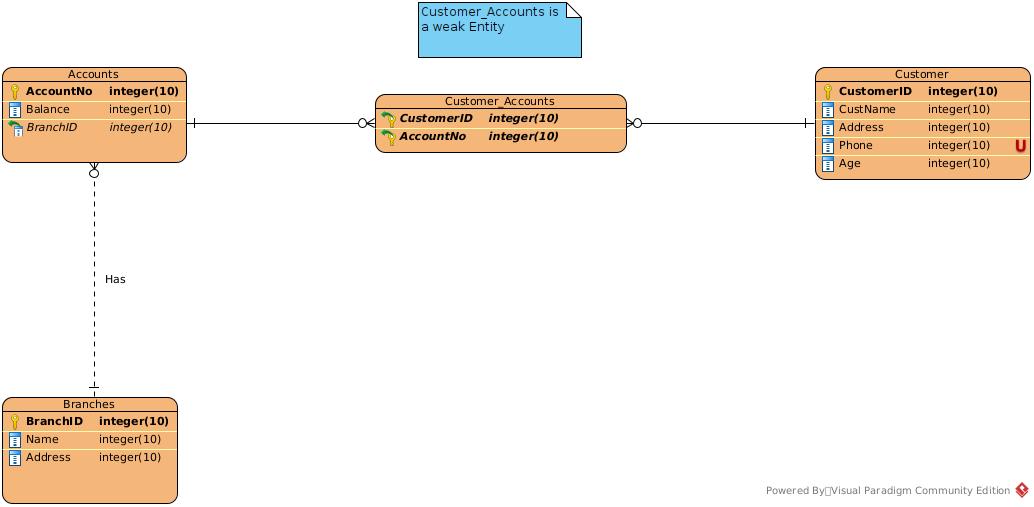 Customer_Accounts is
a weak Entity
Accounts
AccountNo integer(10)
Balance integer(10)
BranchID integer(10)
Customer_Accounts
CustomerID integer(10)
AccountNo integer(10)
Customer
CustomerID integer(10)
CustName integer(10)
Address integer(10)
Phone integer(10) U
Age integer(10)
Has
Branches
BranchID integer(10)
Name integer(10)
Address integer(10)
Powered By Visual Paradigm Community Edition